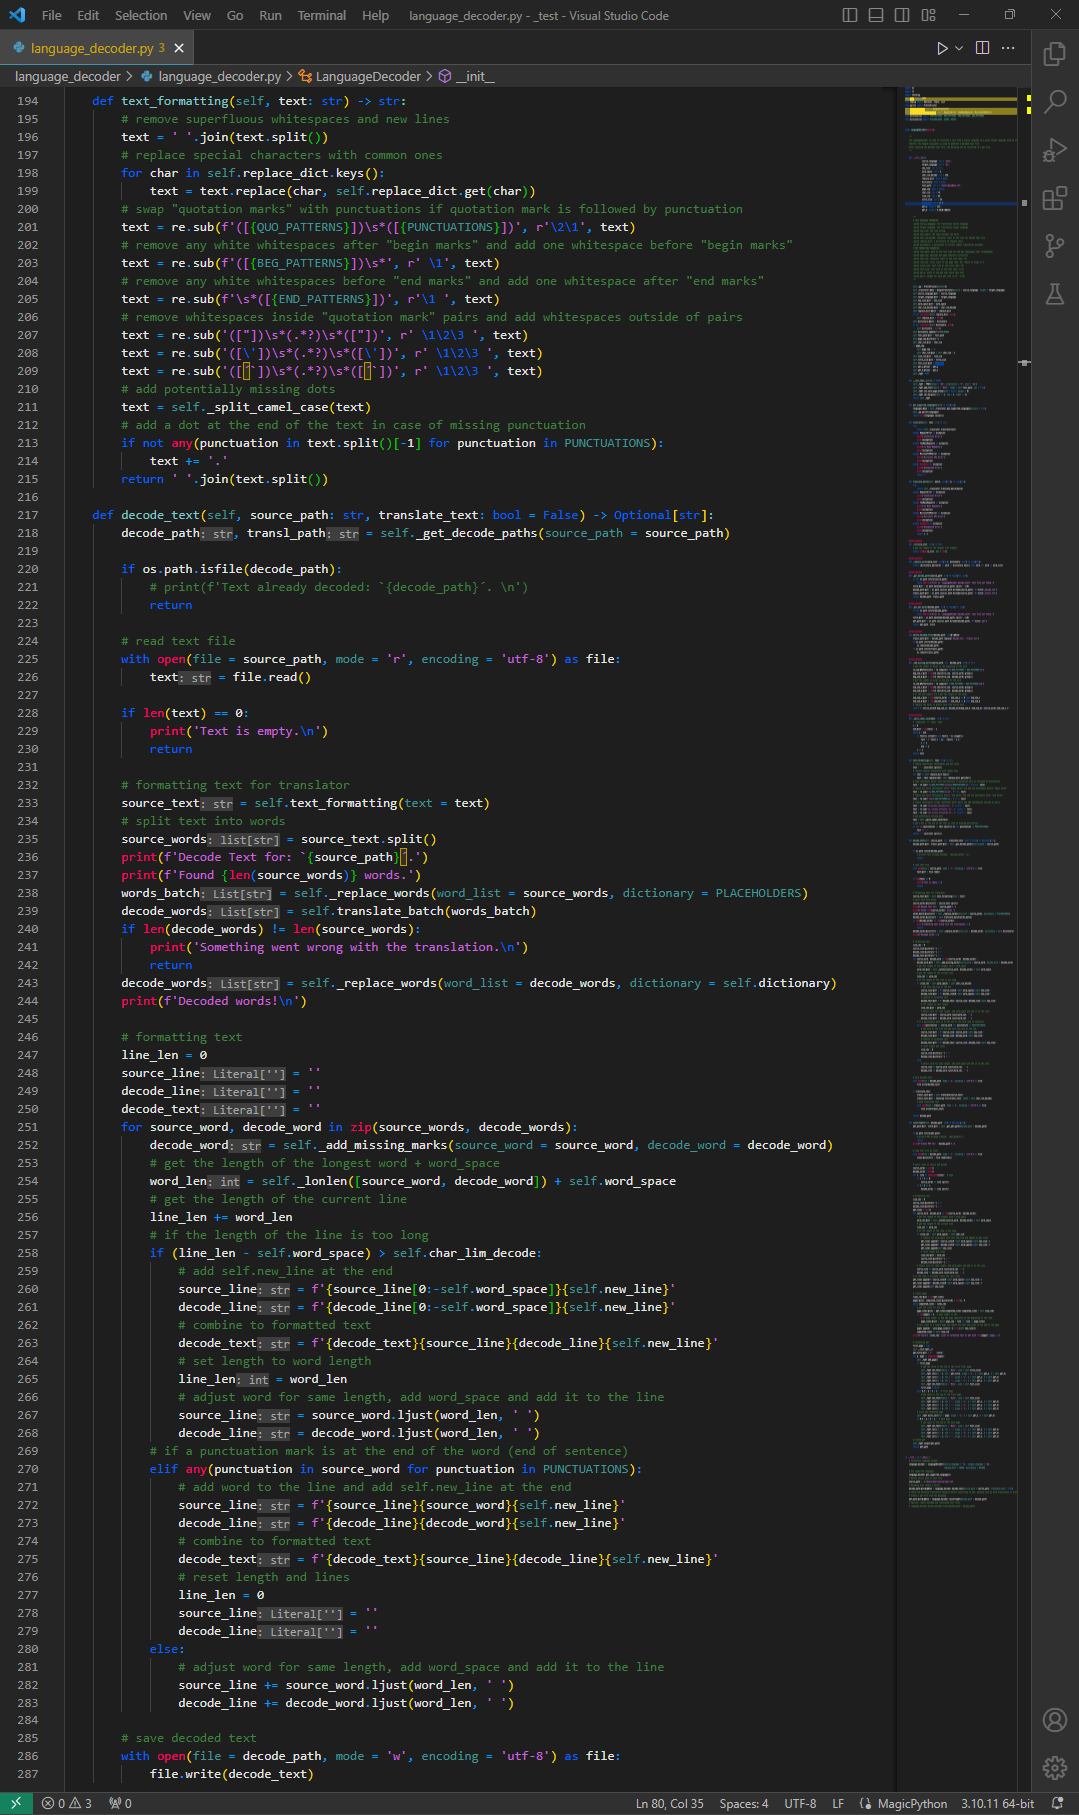 File Edit Selection View Go Run Terminal Help language_decoder.py - _test - Visual Studio Code
language_decoder.py 3
language_decoder > language_decoder.py > LanguageDecoder > __init__
194 def text_formatting(self, text: str) -> str:
195 # remove superfluous whitespaces and new lines
196 text = ' '.join(text.split())
197 # replace special characters with common ones
198 for char in self.replace_dict.keys():
199 text = text.replace(char, self.replace_dict.get(char))
200 # swap "quotation marks" with punctuations if quotation mark is followed by punctuation
201 text = re.sub(f'([{QUO_PATTERNS}])\s*([{PUNCTUATIONS}])', r'\2\1', text)
202 # remove any white whitespaces after "begin marks" and add one whitespace before "begin marks"
203 text = re.sub(f'([{BEG_PATTERNS}])\s*', r' \1', text)
204 # remove any white whitespaces before "end marks" and add one whitespace after "end marks"
205 text = re.sub(f'\s*([{END_PATTERNS}])', r'\1 ', text)
206 # remove whitespaces inside "quotation mark" pairs and add whitespaces outside of pairs
207 text = re.sub('(["])\s*(.*?)\s*(["])', r' \1\2\3 ', text)
208 text = re.sub('([\'])\s*(.*?)\s*([\'])', r' \1\2\3 ', text)
209 text = re.sub('([´`])\s*(.*?)\s*([´`])', r' \1\2\3 ', text)
210 # add potentially missing dots
211 text = self._split_camel_case(text)
212 # add a dot at the end of the text in case of missing punctuation
213 if not any(punctuation in text.split()[-1] for punctuation in PUNCTUATIONS):
214 text += '.'
215 return ' '.join(text.split())
216
217 def decode_text(self, source_path: str, translate_text: bool = False) -> Optional[str]:
218 decode_path: str, transl_path: str = self._get_decode_paths(source_path = source_path)
219
220 if os.path.isfile(decode_path):
221 # print(f'Text already decoded: `{decode_path}´. \n')
222 return
223
224 # read text file
225 with open(file = source_path, mode = 'r', encoding = 'utf-8') as file:
226 text: str = file.read()
227
228 if len(text) == 0:
229 print('Text is empty.\n')
230 return
231
232 # formatting text for translator
233 source_text: str = self.text_formatting(text = text)
234 # split text into words
235 source_words: list[str] = source_text.split()
236 print(f'Decode Text for: `{source_path}´.')
237 print(f'Found {len(source_words)} words.')
238 words_batch: List[str] = self._replace_words(word_list = source_words, dictionary = PLACEHOLDERS)
239 decode_words: List[str] = self.translate_batch(words_batch)
240 if len(decode_words) != len(source_words):
241 print('Something went wrong with the translation.\n')
242 return
243 decode_words: List[str] = self._replace_words(word_list = decode_words, dictionary = self.dictionary)
244 print(f'Decoded words!\n')
245
246 # formatting text
247 line_len = 0
248 source_line: Literal[''] = ''
249 decode_line: Literal[''] = ''
250 decode_text: Literal[''] = ''
251 for source_word, decode_word in zip(source_words, decode_words):
252 decode_word: str = self._add_missing_marks(source_word = source_word, decode_word = decode_word)
253 # get the length of the longest word + word_space
254 word_len: int = self._lonlen([source_word, decode_word]) + self.word_space
255 # get the length of the current line
256 line_len += word_len
257 # if the length of the line is too long
258 if (line_len - self.word_space) > self.char_lim_decode:
259 # add self.new_line at the end
260 source_line: str = f'{source_line[0:-self.word_space]}{self.new_line}'
261 decode_line: str = f'{decode_line[0:-self.word_space]}{self.new_line}'
262 # combine to formatted text
263 decode_text: str = f'{decode_text}{source_line}{decode_line}{self.new_line}'
264 # set length to word length
265 line_len: int = word_len
266 # adjust word for same length, add word_space and add it to the line
267 source_line: str = source_word.ljust(word_len, ' ')
268 decode_line: str = decode_word.ljust(word_len, ' ')
269 # if a punctuation mark is at the end of the word (end of sentence)
270 elif any(punctuation in source_word for punctuation in PUNCTUATIONS):
271 # add word to the line and add self.new_line at the end
272 source_line: str = f'{source_line}{source_word}{self.new_line}'
273 decode_line: str = f'{decode_line}{decode_word}{self.new_line}'
274 # combine to formatted text
275 decode_text: str = f'{decode_text}{source_line}{decode_line}{self.new_line}'
276 # reset length and lines
277 line_len = 0
278 source_line: Literal[''] = ''
279 decode_line: Literal[''] = ''
280 else:
281 # adjust word for same length, add word_space and add it to the line
282 source_line += source_word.ljust(word_len, ' ')
283 decode_line += decode_word.ljust(word_len, ' ')
284
285 # save decoded text
286 with open(file = decode_path, mode = 'w', encoding = 'utf-8') as file:
287 file.write(decode_text)
0 3 0 Ln 80, Col 35 Spaces: 4 UTF-8 LF MagicPython 3.10.11 64-bit